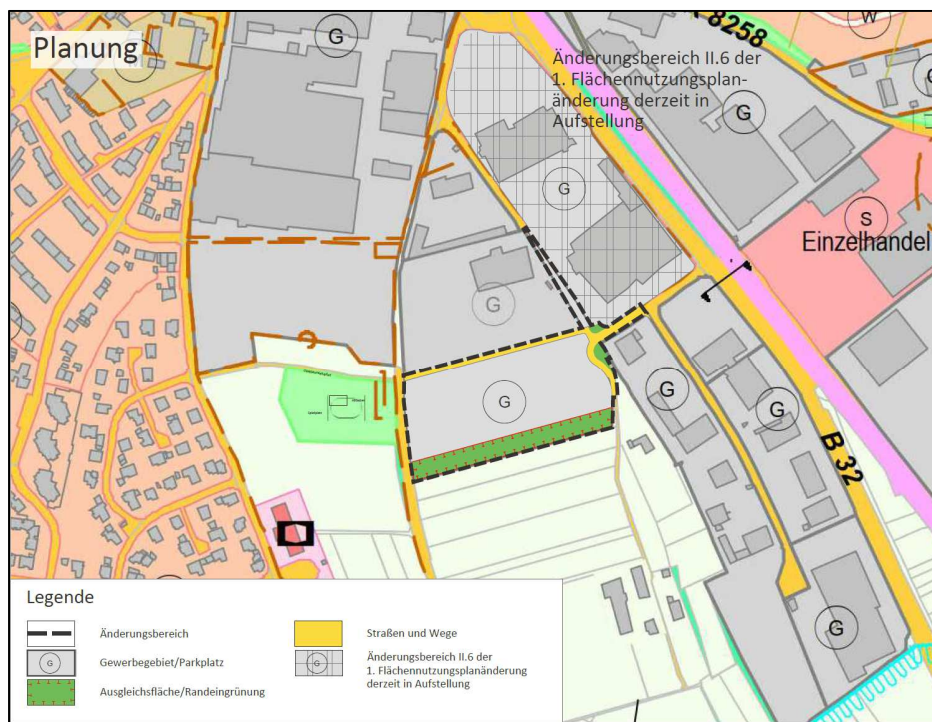 Planung
G
K 8258
W
Änderungsbereich II.6 der
1. Flächennutzungsplan-
änderung derzeit in
Aufstellung
G
G
G
S
Einzelhandel
G
G
G
G
B 32
G
Legende
Änderungsbereich
Straßen und Wege
G
Gewerbegebiet/Parkplatz
G
Änderungsbereich II.6 der
1. Flächennutzungsplanänderung
derzeit in Aufstellung
Ausgleichsfläche/Randeingrünung